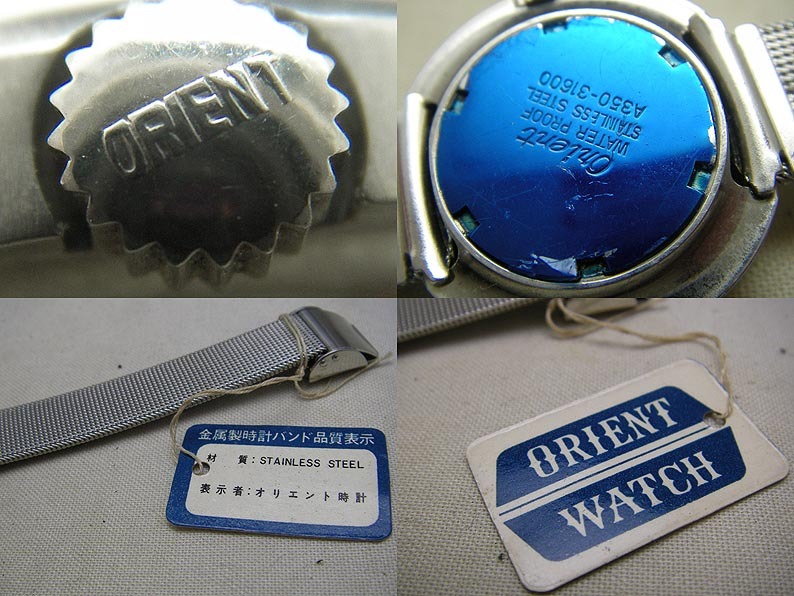 ORIENT
Orient
WATER PROOF
STAINLESS STEEL
A350-31600
金属製時計バンド品質表示
材 質:STAINLESS STEEL
表示者:オリエント時計
ORIENT
WATCH